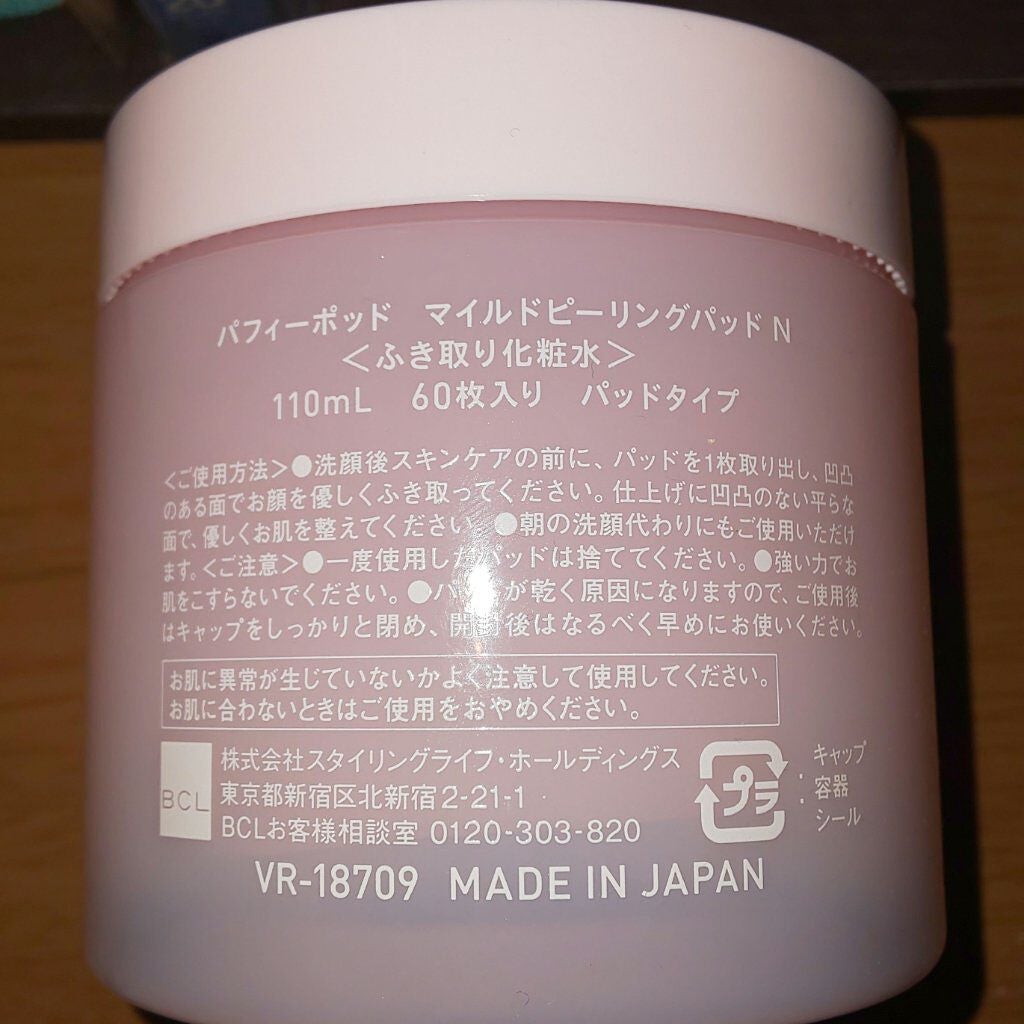 パフィーポッド マイルドピーリングパッド N
＜ふき取り化粧水＞
110mL 60枚入り パッドタイプ
＜ご使用方法＞●洗顔後スキンケアの前に、パッドを1枚取り出し、凹凸
のある面でお顔を優しくふき取ってください。仕上げに凹凸のない平らな
面で、優しくお肌を整えてください。●朝の洗顔代わりにもご使用いただけ
ます。＜ご注意＞●一度使用したパッドは捨ててください。●強い力でお
肌をこすらないでください。●が乾く原因になりますので、ご使用後
はキャップをしっかりと閉め、開封後はなるべく早めにお使いください。
お肌に異常が生じていないかよく注意して使用してください。
お肌に合わないときはご使用をおやめください。
BCL
株式会社スタイリングライフ・ホールディングス
東京都新宿区北新宿2-21-1
BCLお客様相談室 0120-303-820
プラ
：キャップ
容器
：シール
VR-18709 MADE IN JAPAN